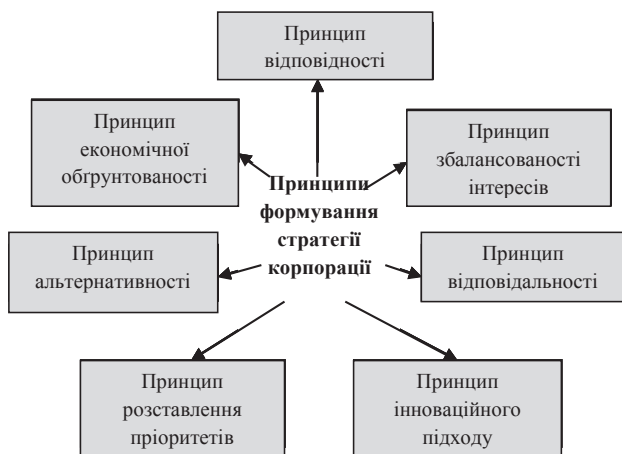 Принцип
відповідності
Принцип
економічної
обґрунтованості
Принцип
збалансованості
інтересів
Принципи
формування
стратегії
корпорації
Принцип
альтернативності
Принцип
відповідальності
Принцип
розставлення
пріоритетів
Принцип
інноваційного
підходу